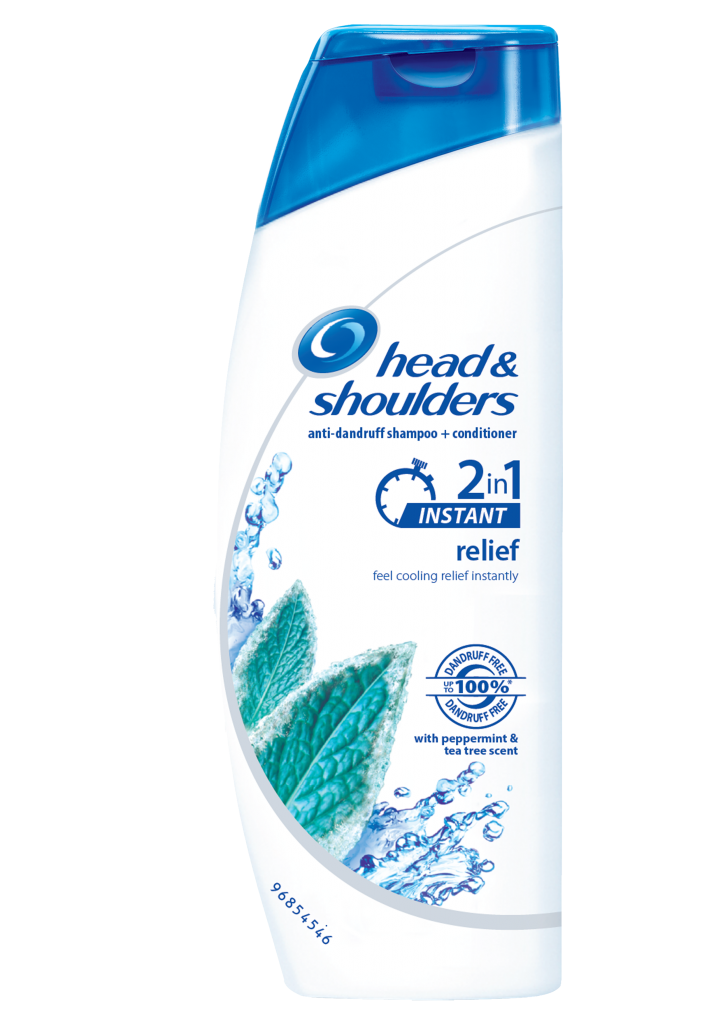 head &
shoulders
anti-dandruff shampoo + conditioner
2in1
INSTANT
relief
feel cooling relief instantly
DANDRUFF FREE
UP TO 100%*
DANDRUFF FREE
with peppermint &
tea tree scent
96854546